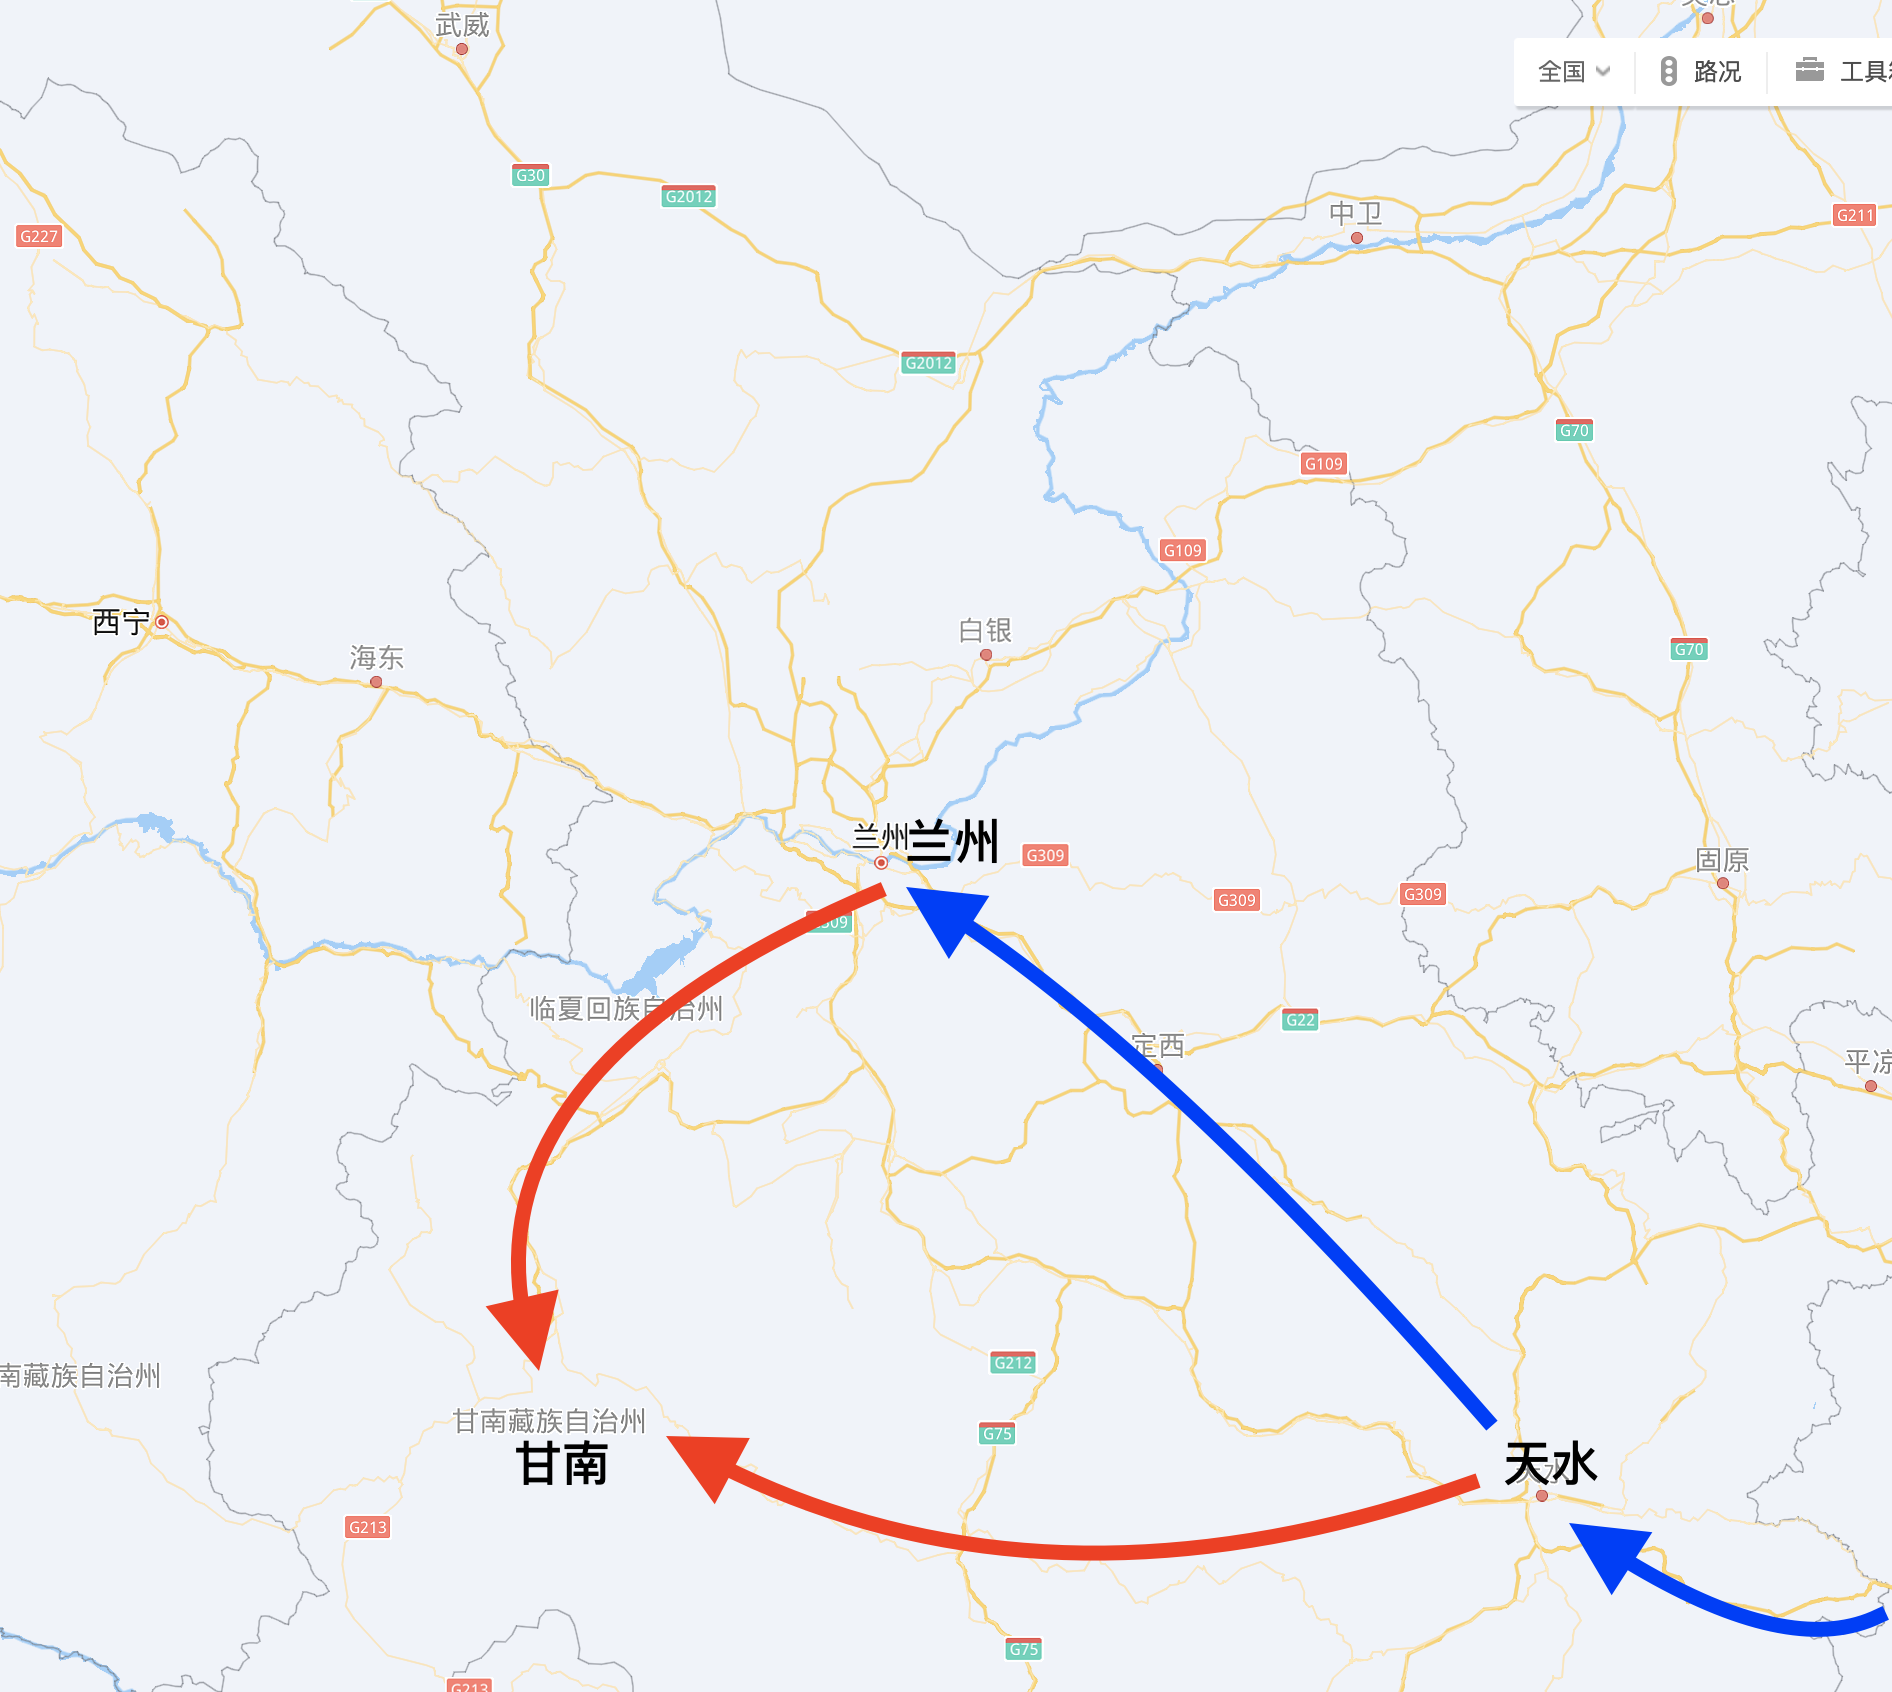 武威
全国
路况
工具
G30
G2012
中卫
G211
G227
G2012
G70
G109
G109
西宁
白银
海东
G70
兰州
兰州
G309
固原
G309
G309
临夏回族自治州
G22
定西
平凉
G212
南藏族自治州
甘南藏族自治州
G75
甘南
天水
G213
G75
G213